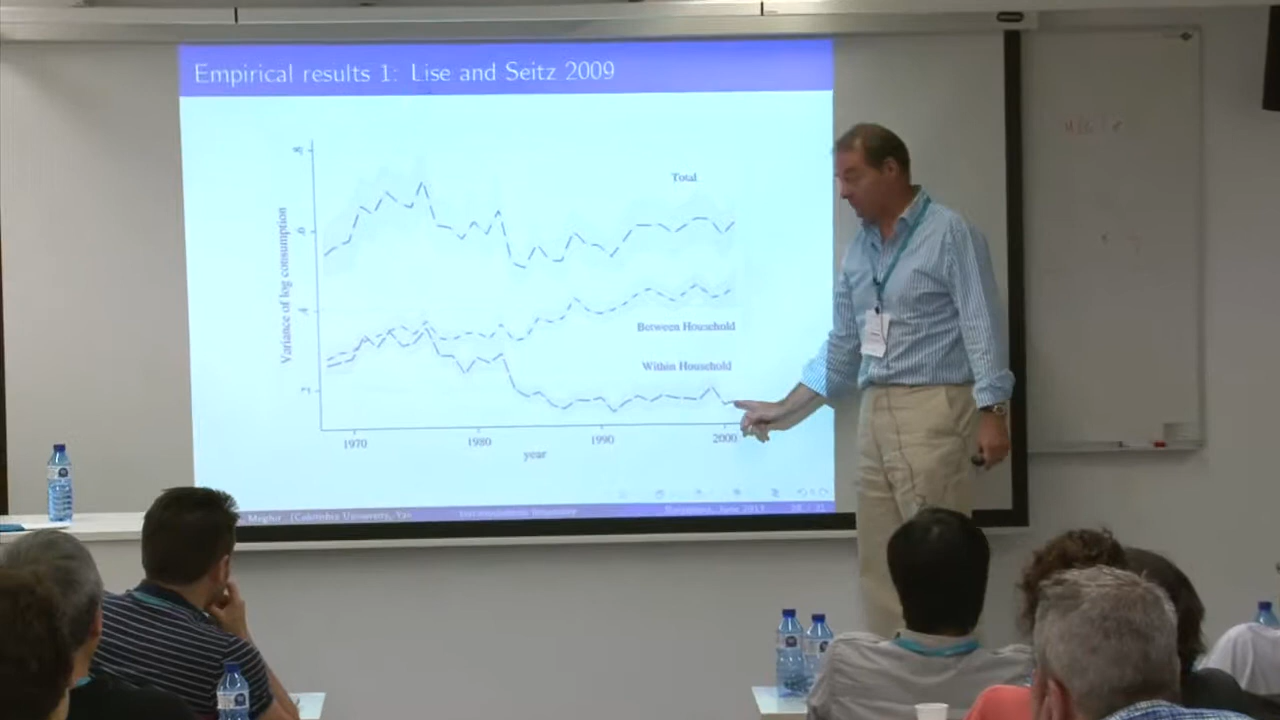 Empirical results 1: Lise and Seitz 2009
Total
Variance of log consumption
Between Household
Within Household
1970
1980
1990
2000
year